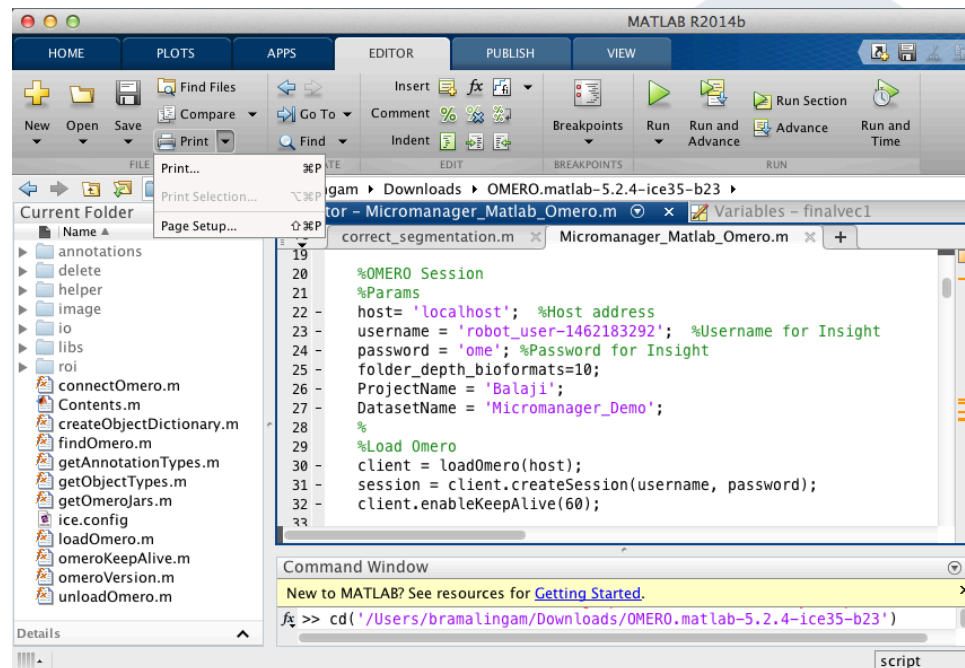 MATLAB R2014b
HOME PLOTS APPS EDITOR PUBLISH VIEW
New Open Save
Find Files
Compare
Print
Go To
Find
Insert fx
Comment
Indent
Breakpoints
Run
Run and Advance
Run Section
Advance
Run and Time
FILE EDIT BREAKPOINTS RUN
Print... ⌘P
Print Selection... ⌥⌘P
Page Setup... ⇧⌘P
Downloads ▸ OMERO.matlab-5.2.4-ice35-b23 ▸
Current Folder
Name ▲
annotations
delete
helper
image
io
libs
roi
connectOmero.m
Contents.m
createObjectDictionary.m
findOmero.m
getAnnotationTypes.m
getObjectTypes.m
getOmeroJars.m
ice.config
loadOmero.m
omeroKeepAlive.m
omeroVersion.m
unloadOmero.m
Details
– Micromanager_Matlab_Omero.m Variables – finalvec1
correct_segmentation.m Micromanager_Matlab_Omero.m +
19
20 %OMERO Session
21 %Params
22 – host= 'localhost'; %Host address
23 – username = 'robot_user-1462183292'; %Username for Insight
24 – password = 'ome'; %Password for Insight
25 – folder_depth_bioformats=10;
26 – ProjectName = 'Balaji';
27 – DatasetName = 'Micromanager_Demo';
28 %
29 %Load Omero
30 – client = loadOmero(host);
31 – session = client.createSession(username, password);
32 – client.enableKeepAlive(60);
33
Command Window
New to MATLAB? See resources for Getting Started.
fx >> cd('/Users/bramalingam/Downloads/OMERO.matlab-5.2.4-ice35-b23')
script